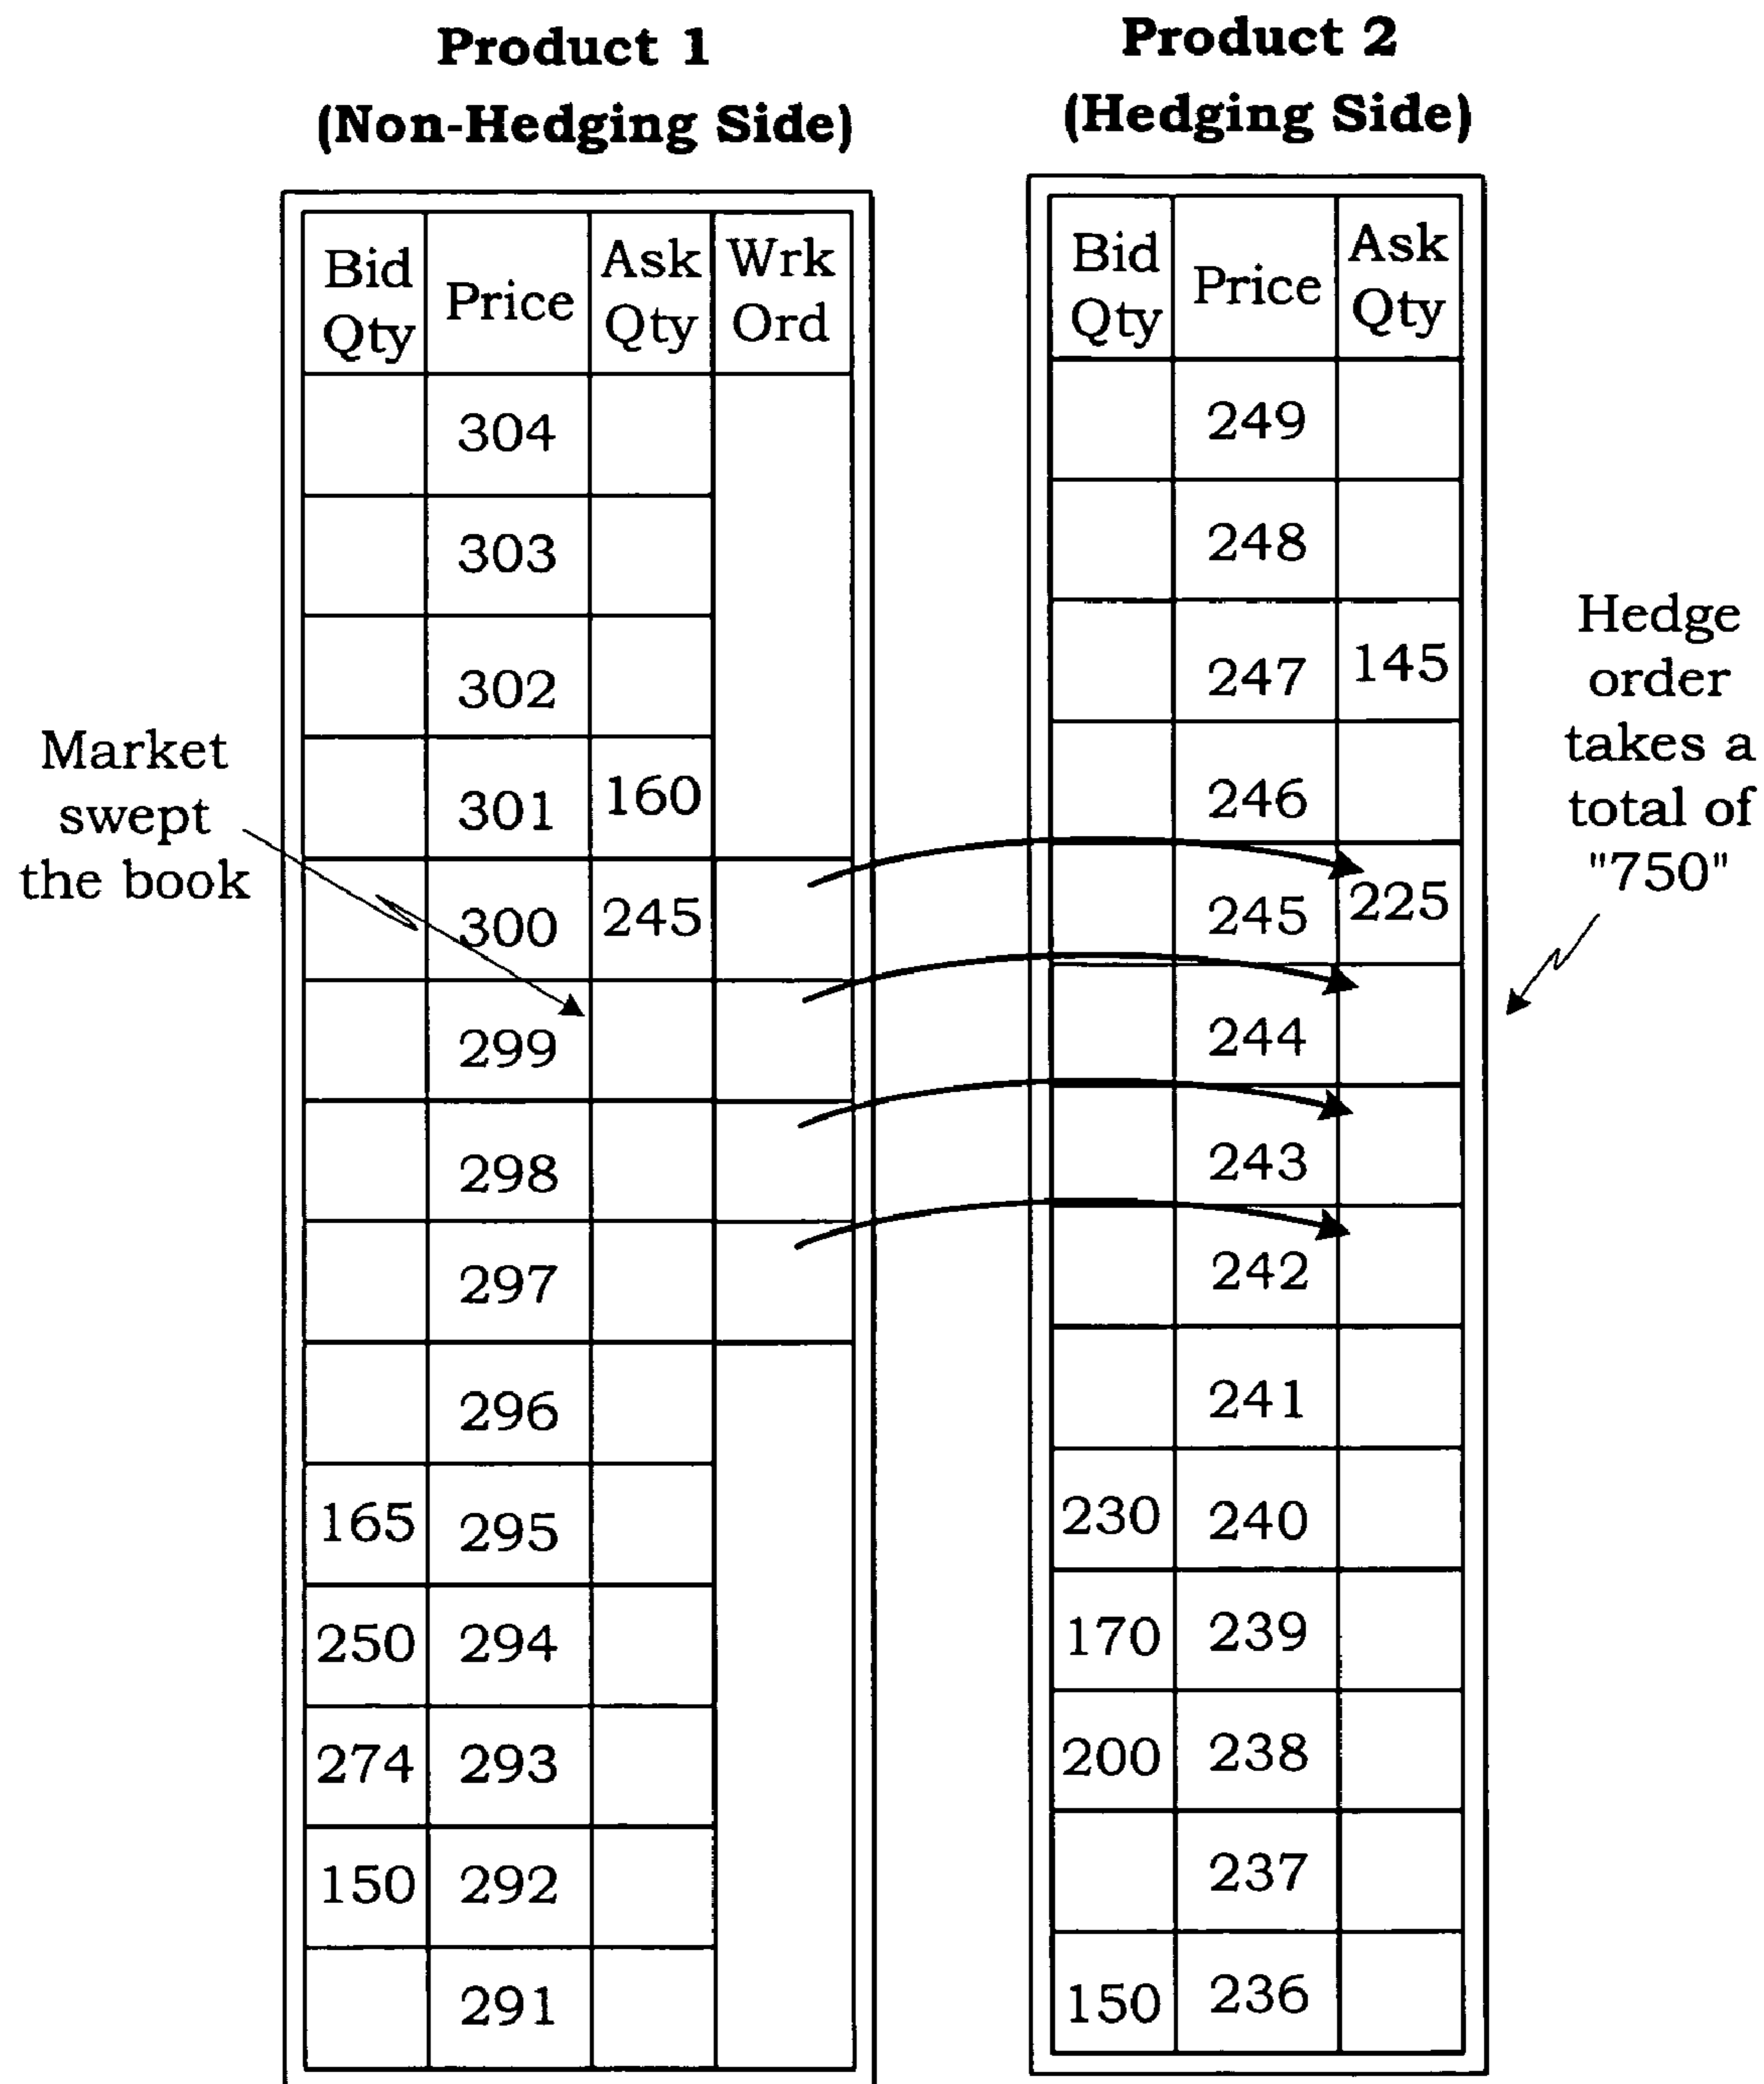 Product 1
(Non-Hedging Side)
Bid Qty Price Ask Qty Wrk Ord
304
303
302
301 160
300 245
299
298
297
296
165 295
250 294
274 293
150 292
291
Market
swept
the book
Product 2
(Hedging Side)
Bid Qty Price Ask Qty
249
248
247 145
246
245 225
244
243
242
241
230 240
170 239
200 238
237
150 236
Hedge
order
takes a
total of
"750"